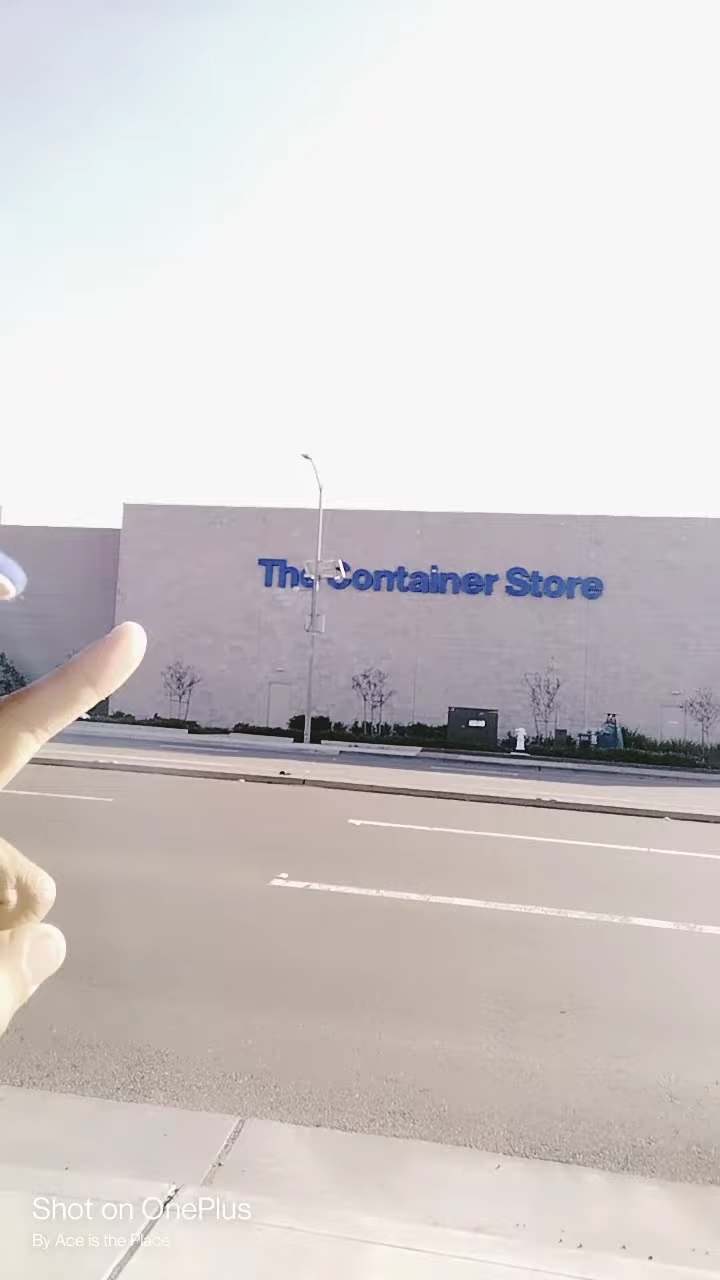 The Container Store
Shot on OnePlus
By Ace is the Place